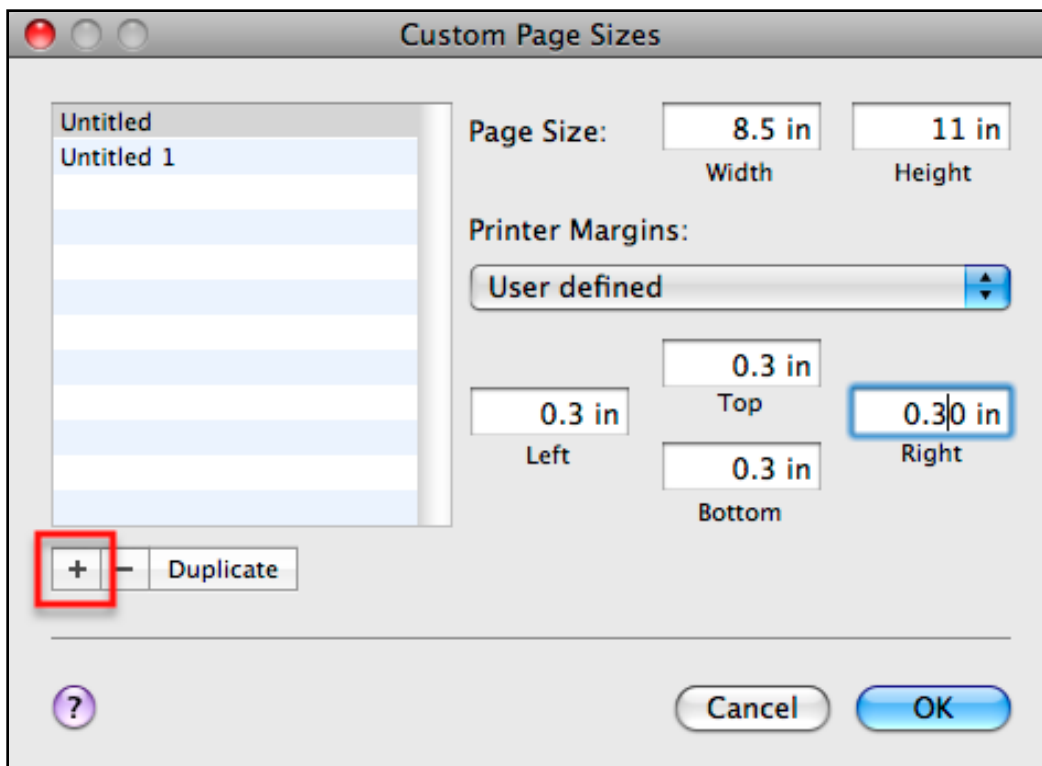 Custom Page Sizes
Untitled
Untitled 1
Page Size:
8.5 in
11 in
Width
Height
Printer Margins:
User defined
0.3 in
Top
0.3 in
Left
0.30 in
Right
0.3 in
Bottom
+
−
Duplicate
?
Cancel
OK